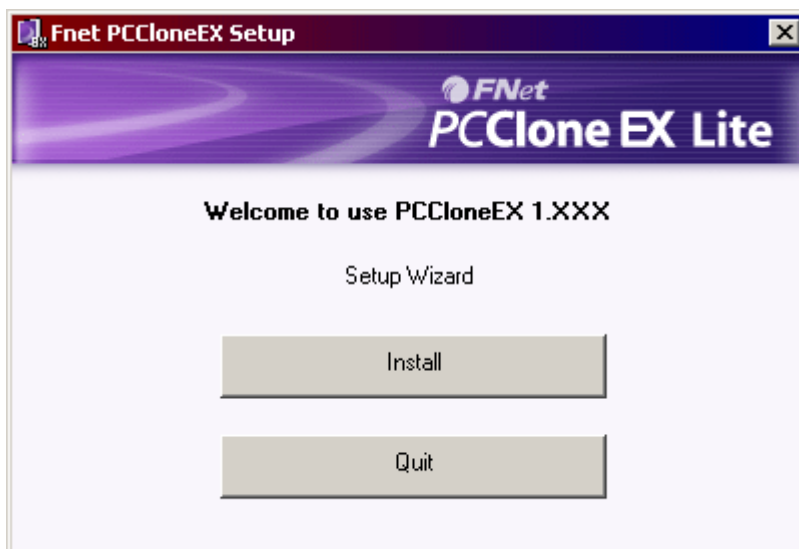 Fnet PCCloneEX Setup
FNet
PCClone EX Lite
Welcome to use PCCloneEX 1.XXX
Setup Wizard
Install
Quit